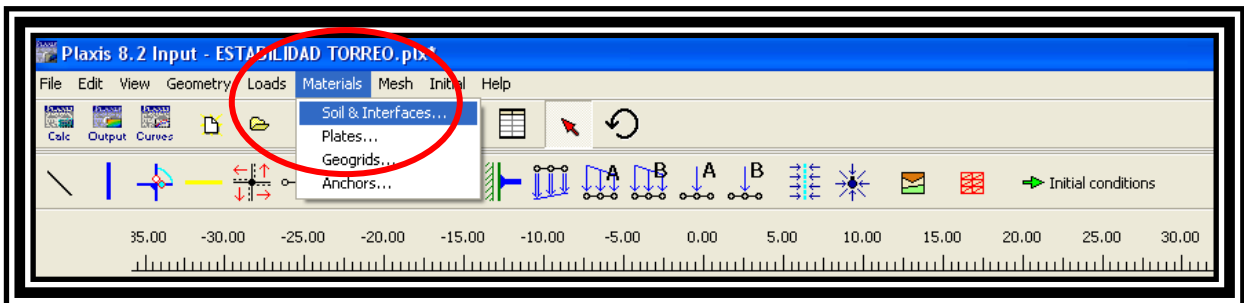 Plaxis 8.2 Input - ESTABILIDAD TORREO.plx*
File Edit View Geometry Loads Materials Mesh Initial Help
Soil & Interfaces...
Calc Output Curves
Plates...
Geogrids...
Anchors...
A B A B
Initial conditions
35.00 -30.00 -25.00 -20.00 -15.00 -10.00 -5.00 0.00 5.00 10.00 15.00 20.00 25.00 30.00